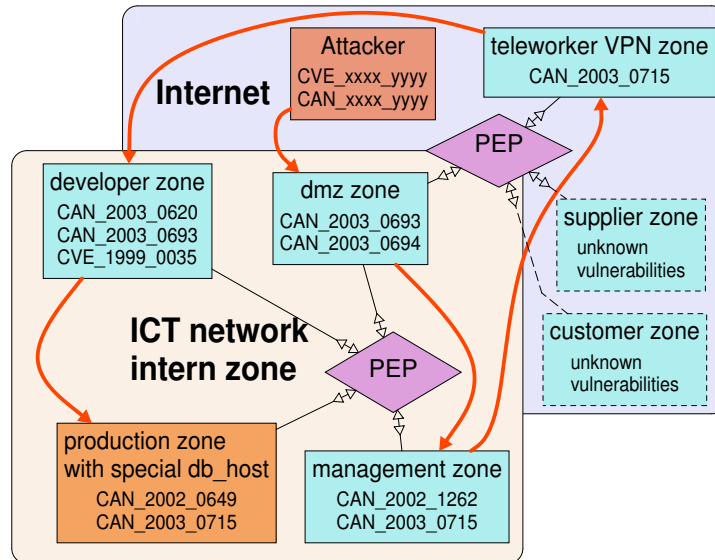 Attacker
CVE_xxxx_yyyy
CAN_xxxx_yyyy
teleworker VPN zone
CAN_2003_0715
Internet
PEP
developer zone
CAN_2003_0620
CAN_2003_0693
CVE_1999_0035
dmz zone
CAN_2003_0693
CAN_2003_0694
supplier zone
unknown
vulnerabilities
customer zone
unknown
vulnerabilities
ICT network
intern zone
PEP
production zone
with special db_host
CAN_2002_0649
CAN_2003_0715
management zone
CAN_2002_1262
CAN_2003_0715